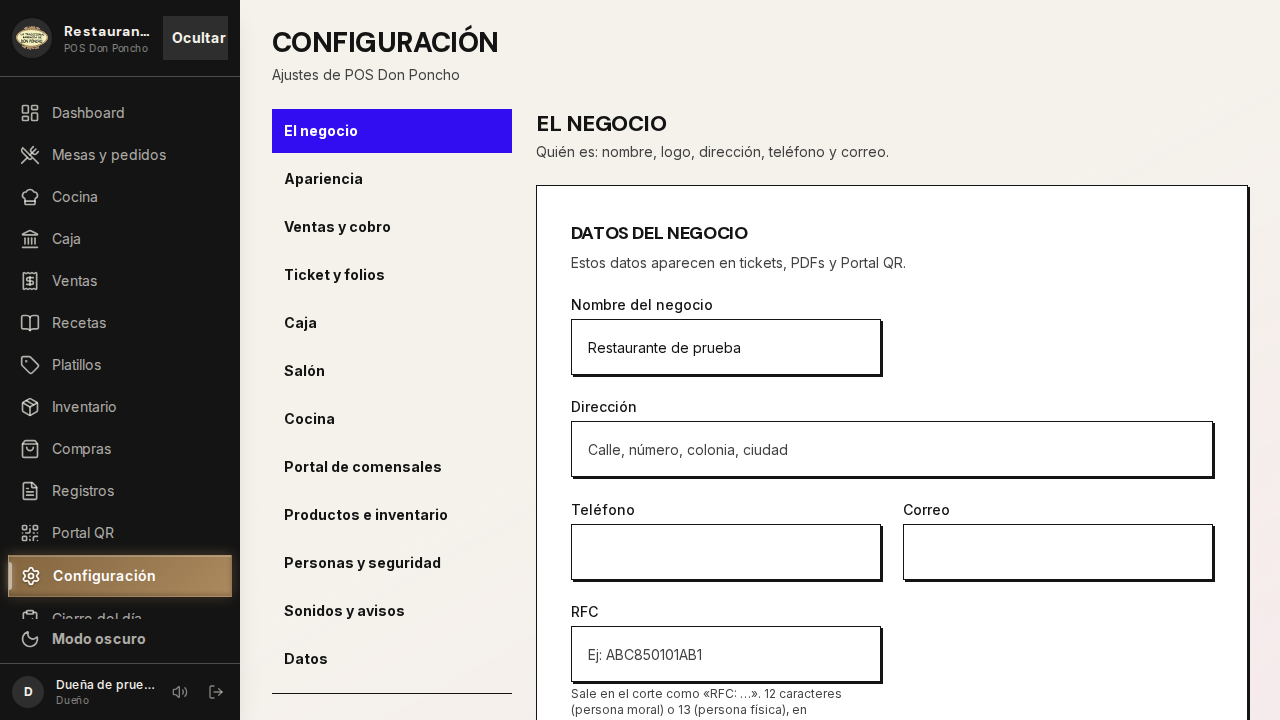 Restauran...
POS Don Poncho
Ocultar
Dashboard
Mesas y pedidos
Cocina
Caja
Ventas
Recetas
Platillos
Inventario
Compras
Registros
Portal QR
Configuración
Cierre del día
Modo oscuro
D
Dueña de prue...
Dueño
CONFIGURACIÓN
Ajustes de POS Don Poncho
El negocio
Apariencia
Ventas y cobro
Ticket y folios
Caja
Salón
Cocina
Portal de comensales
Productos e inventario
Personas y seguridad
Sonidos y avisos
Datos
EL NEGOCIO
Quién es: nombre, logo, dirección, teléfono y correo.
DATOS DEL NEGOCIO
Estos datos aparecen en tickets, PDFs y Portal QR.
Nombre del negocio
Restaurante de prueba
Dirección
Calle, número, colonia, ciudad
Teléfono
Correo
RFC
Ej: ABC850101AB1
Sale en el corte como «RFC: …». 12 caracteres
(persona moral) o 13 (persona física), en